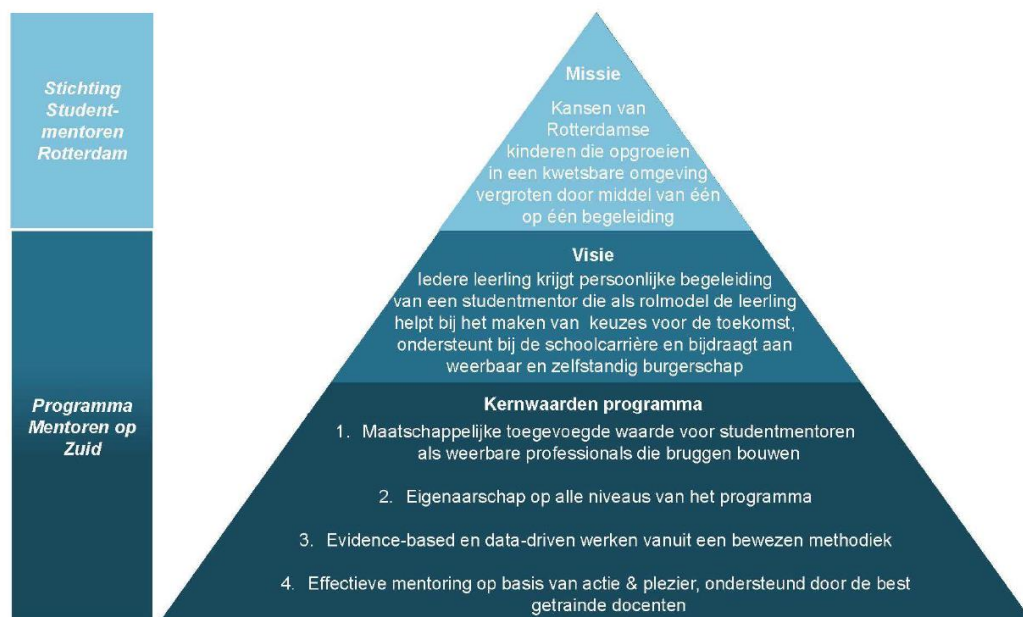 Stichting
Student-
mentoren
Rotterdam
Missie
Kansen van
Rotterdamse
kinderen die opgroeien
in een kwetsbare omgeving
vergroten door middel van één
op één begeleiding
Programma
Mentoren op
Zuid
Visie
Iedere leerling krijgt persoonlijke begeleiding
van een studentmentor die als rolmodel de leerling
helpt bij het maken van keuzes voor de toekomst,
ondersteunt bij de schoolcarrière en bijdraagt aan
weerbaar en zelfstandig burgerschap
Kernwaarden programma
1. Maatschappelijke toegevoegde waarde voor studentmentoren
als weerbare professionals die bruggen bouwen
2. Eigenaarschap op alle niveaus van het programma
3. Evidence-based en data-driven werken vanuit een bewezen methodiek
4. Effectieve mentoring op basis van actie & plezier, ondersteund door de best
getrainde docenten